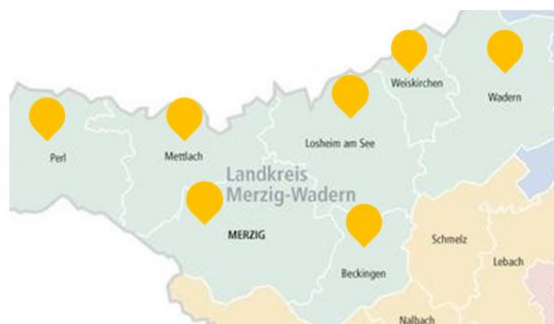 Weiskirchen
Wadern
Perl
Mettlach
Losheim am See
Landkreis
Merzig-Wadern
MERZIG
Schmelz
Beckingen
Lebach
Nalbach